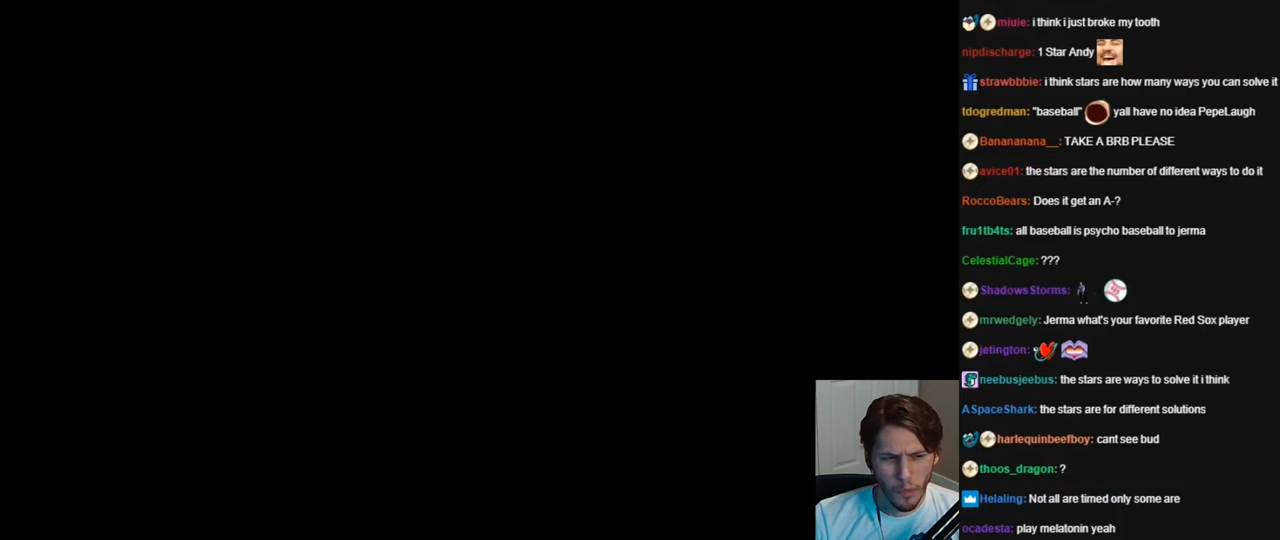 miuie: i think i just broke my tooth
nipdischarge: 1 Star Andy
strawbbbie: i think stars are how many ways you can solve it
tdogredman: "baseball" yall have no idea PepeLaugh
Banananana__: TAKE A BRB PLEASE
avice01: the stars are the number of different ways to do it
RoccoBears: Does it get an A-?
fru1tb4ts: all baseball is psycho baseball to jerma
CelestialCage: ???
ShadowsStorms:
mrwedgely: Jerma what's your favorite Red Sox player
jetington:
neebusjeebus: the stars are ways to solve it i think
ASpaceShark: the stars are for different solutions
harlequinbeefboy: cant see bud
thoos_dragon: ?
Helaling: Not all are timed only some are
ocadesta: play melatonin yeah